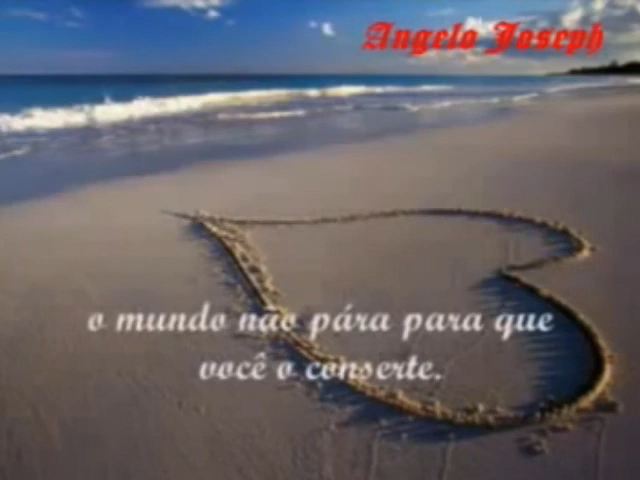 Angelo Joseph
o mundo não pára para que
você o conserte.